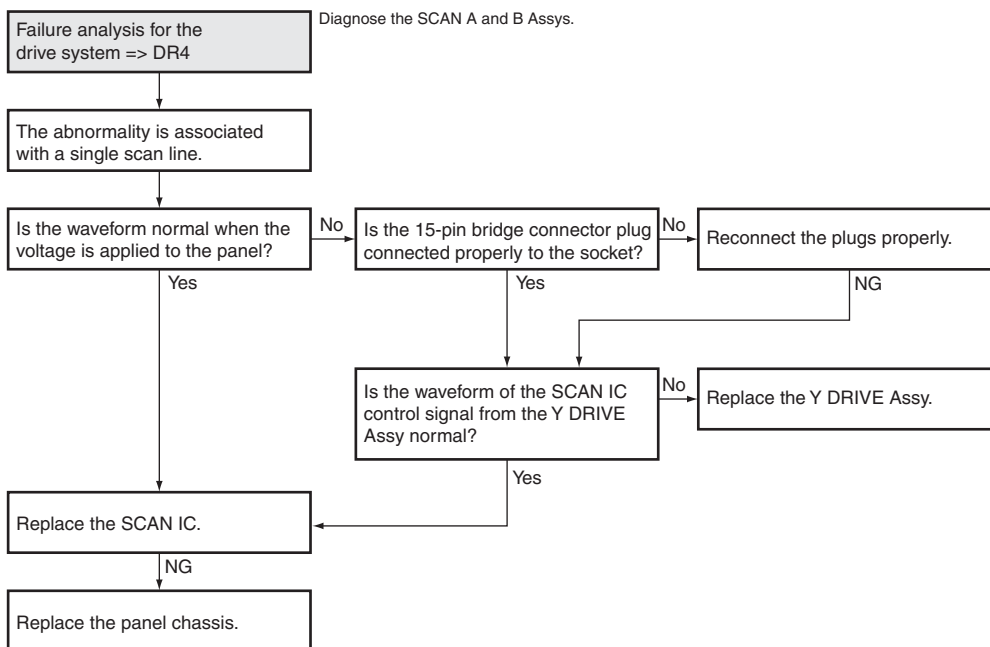 Failure analysis for the
drive system => DR4
Diagnose the SCAN A and B Assys.
The abnormality is associated
with a single scan line.
Is the waveform normal when the
voltage is applied to the panel?
No
Is the 15-pin bridge connector plug
connected properly to the socket?
No
Reconnect the plugs properly.
Yes
Yes
NG
Is the waveform of the SCAN IC
control signal from the Y DRIVE
Assy normal?
No
Replace the Y DRIVE Assy.
Yes
Replace the SCAN IC.
NG
Replace the panel chassis.